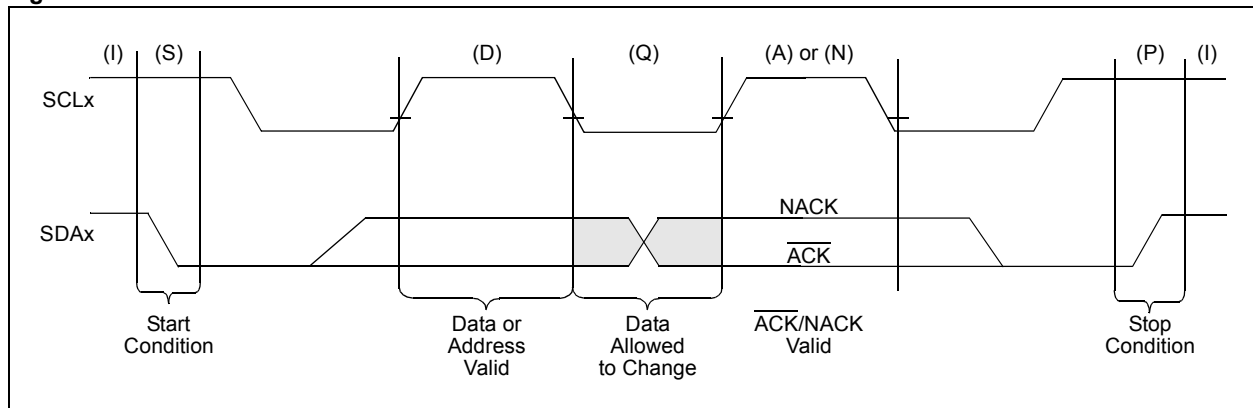 (I) (S) (D) (Q) (A) or (N) (P) (I)
SCLx
NACK
SDAx
ACK
Start
Condition
Data or
Address
Valid
Data
Allowed
to Change
ACK/NACK
Valid
Stop
Condition